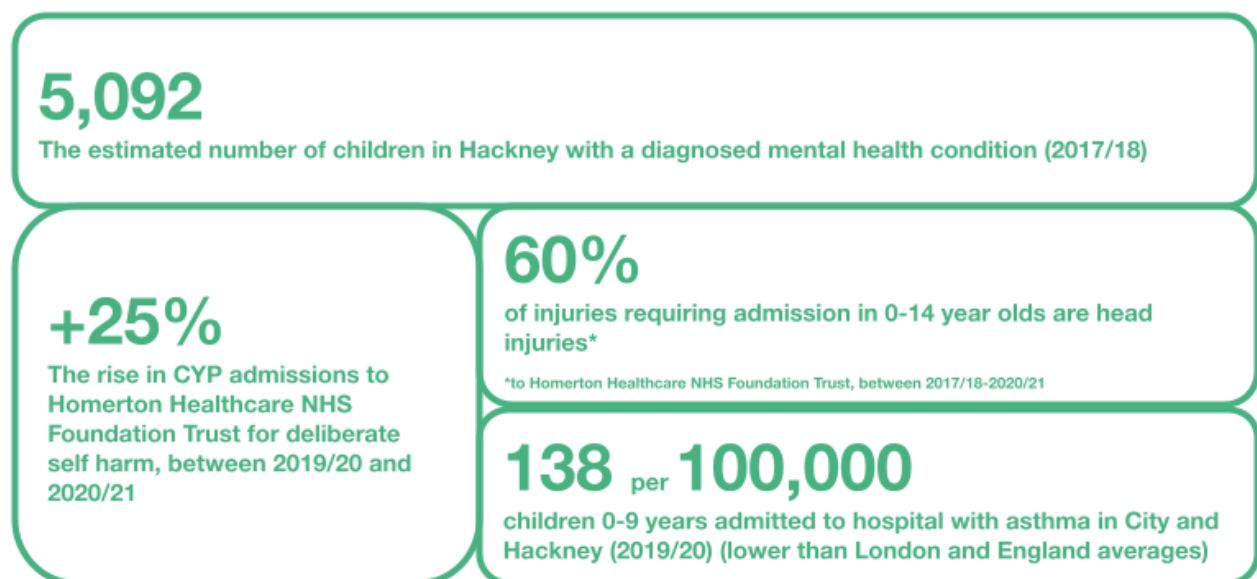 5,092
The estimated number of children in Hackney with a diagnosed mental health condition (2017/18)
+25%
The rise in CYP admissions to
Homerton Healthcare NHS
Foundation Trust for deliberate
self harm, between 2019/20 and
2020/21
60%
of injuries requiring admission in 0-14 year olds are head
injuries*
*to Homerton Healthcare NHS Foundation Trust, between 2017/18-2020/21
138 per 100,000
children 0-9 years admitted to hospital with asthma in City and
Hackney (2019/20) (lower than London and England averages)